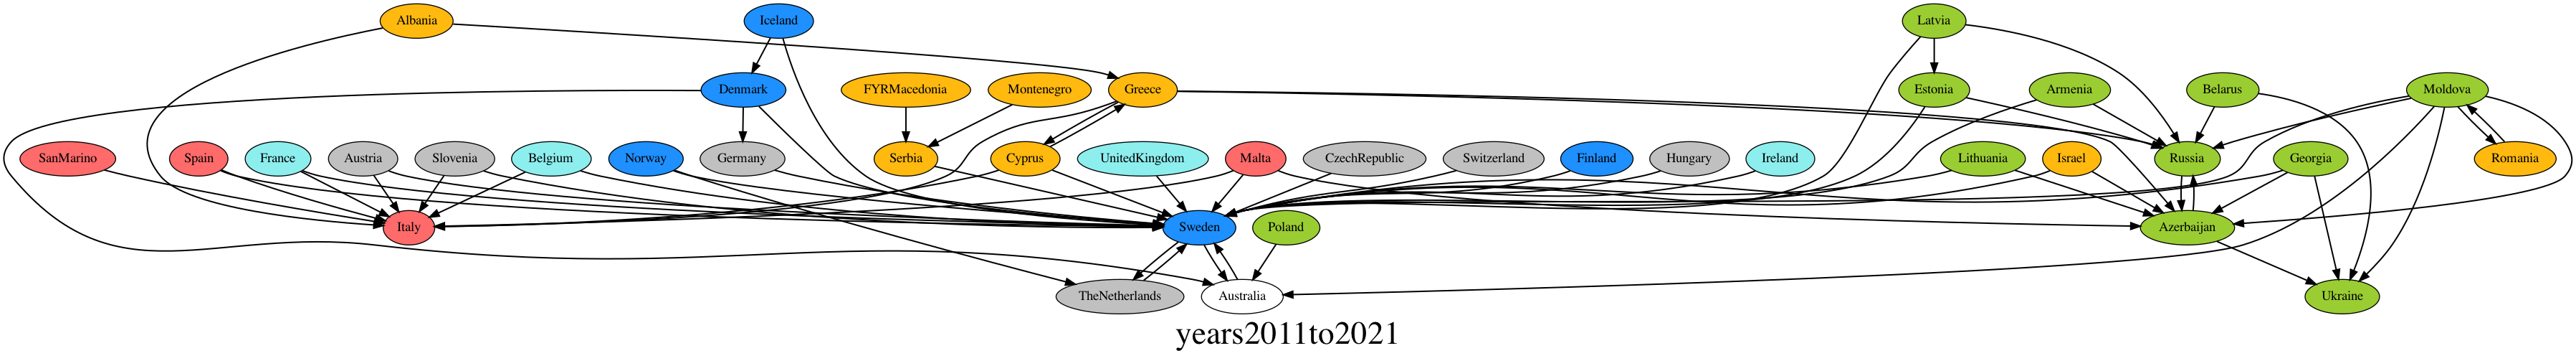 Albania
Iceland
Latvia
Denmark
FYRMacedonia
Montenegro
Greece
Estonia
Armenia
Belarus
Moldova
SanMarino
Spain
France
Austria
Slovenia
Belgium
Norway
Germany
Serbia
Cyprus
UnitedKingdom
Malta
CzechRepublic
Switzerland
Finland
Hungary
Ireland
Lithuania
Israel
Russia
Georgia
Romania
Italy
Sweden
Poland
Azerbaijan
TheNetherlands
Australia
Ukraine
years2011to2021